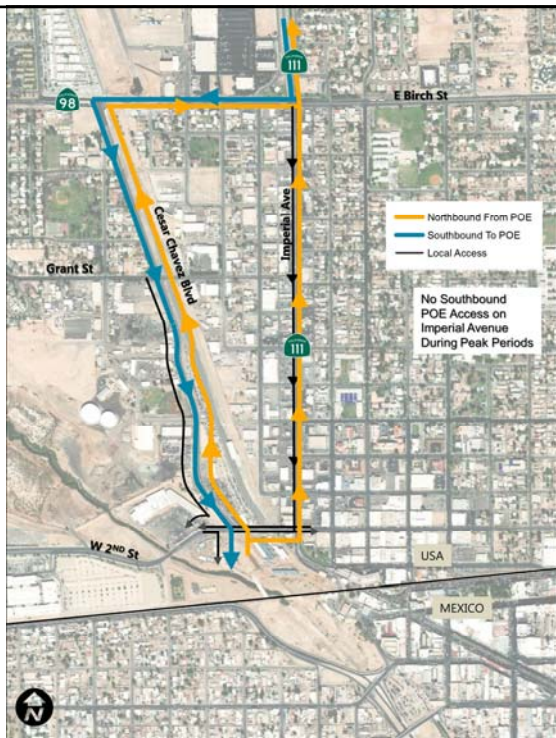 111
98
E Birch St
Cesar Chavez Blvd
Imperial Ave
Northbound From POE
Southbound To POE
Local Access
Grant St
No Southbound
POE Access on
Imperial Avenue
During Peak Periods
111
W 2ND St
USA
MEXICO
N